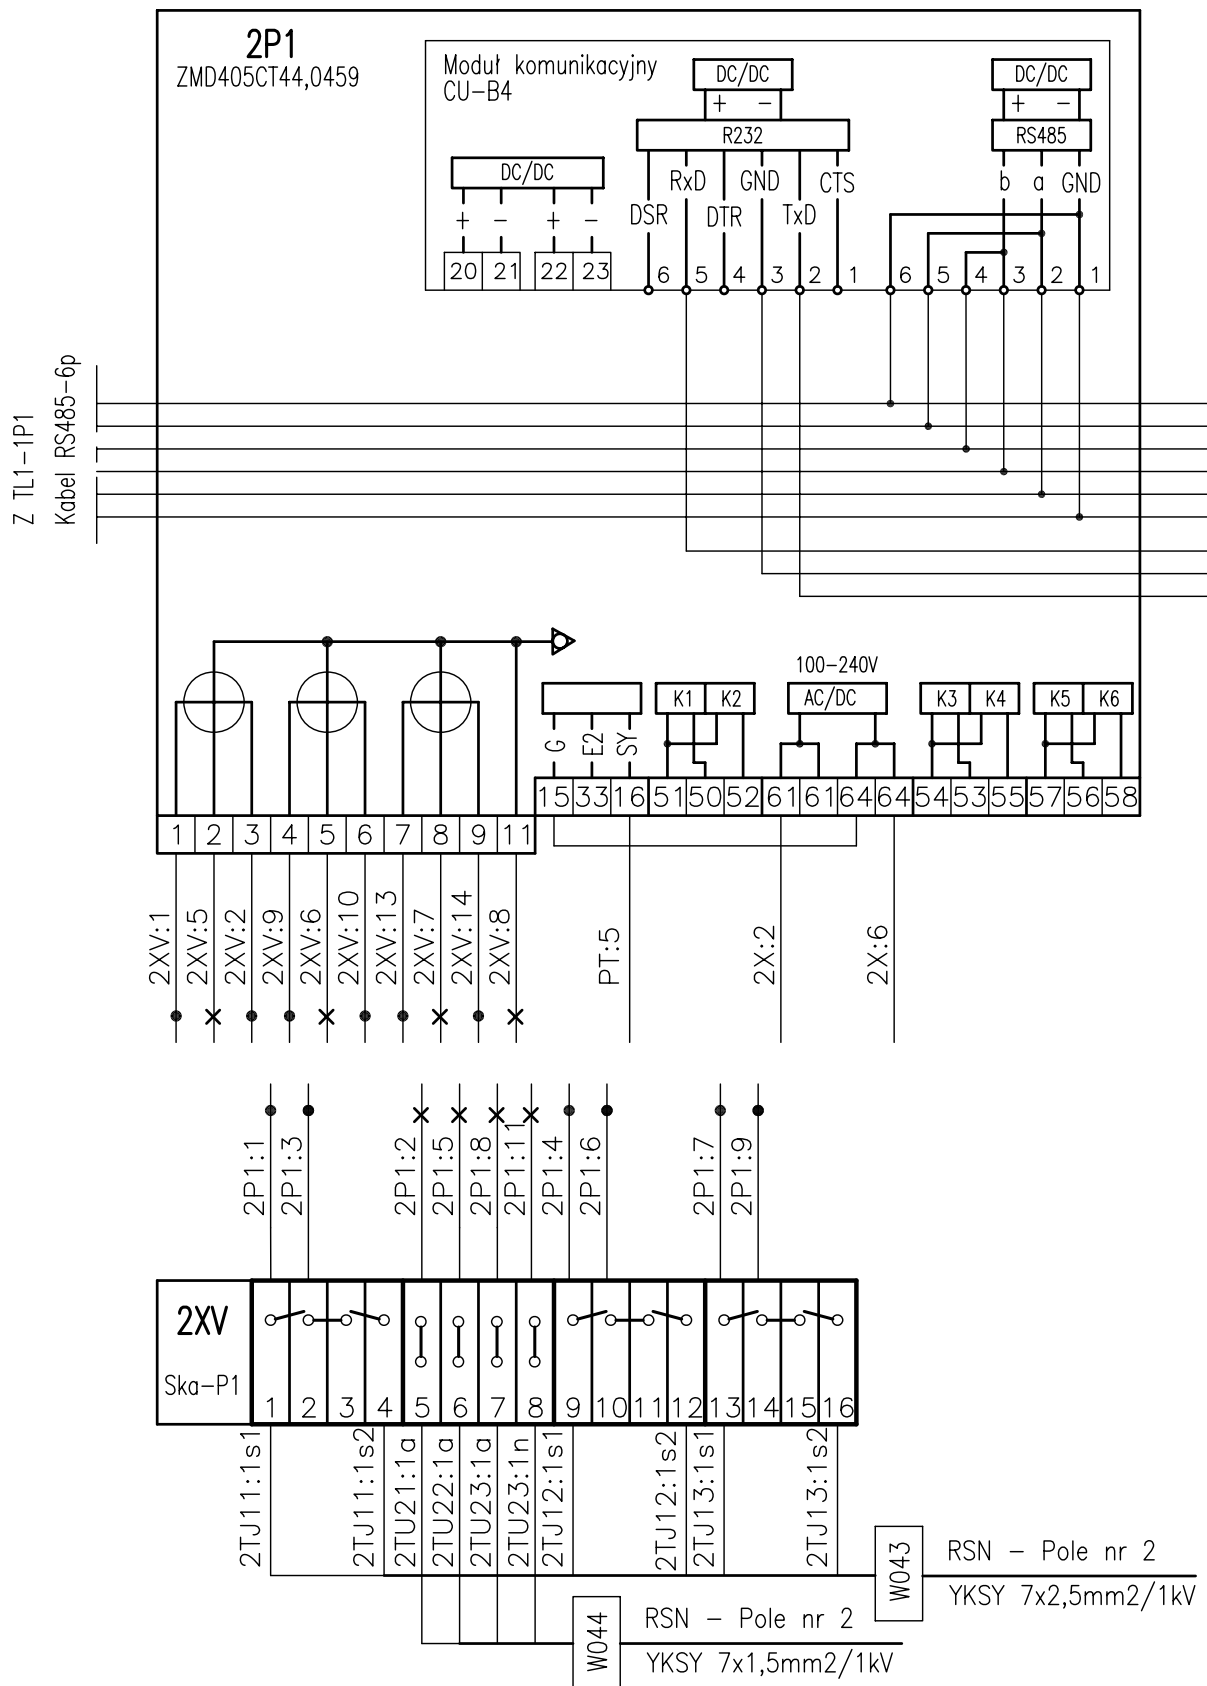 2P1
ZMD405CT44,0459
Moduł komunikacyjny
CU-B4
DC/DC
+ -
R232
DC/DC
+ -
RS485
DC/DC
+ - + -
20 21 22 23
DSR RxD DTR GND TxD CTS
6 5 4 3 2 1
b a GND
6 5 4 3 2 1
Z TL1-1P1
Kabel RS485-6p
G E2 SY
K1 K2
100-240V
AC/DC
K3 K4
K5 K6
15 33 16 51 50 52 61 61 64 64 54 53 55 57 56 58
1 2 3 4 5 6 7 8 9 11
2XV:1
2XV:5
2XV:2
2XV:9
2XV:6
2XV:10
2XV:13
2XV:7
2XV:14
2XV:8
PT:5
2X:2
2X:6
2P1:1
2P1:3
2P1:2
2P1:5
2P1:8
2P1:11
2P1:4
2P1:6
2P1:7
2P1:9
2XV
Ska-P1
1 2 3 4 5 6 7 8 9 10 11 12 13 14 15 16
2TJ11:1s1
2TJ11:1s2
2TU21:1a
2TU22:1a
2TU23:1a
2TU23:1n
2TJ12:1s1
2TJ12:1s2
2TJ13:1s1
2TJ13:1s2
W043
RSN - Pole nr 2
YKSY 7x2,5mm2/1kV
W044
RSN - Pole nr 2
YKSY 7x1,5mm2/1kV